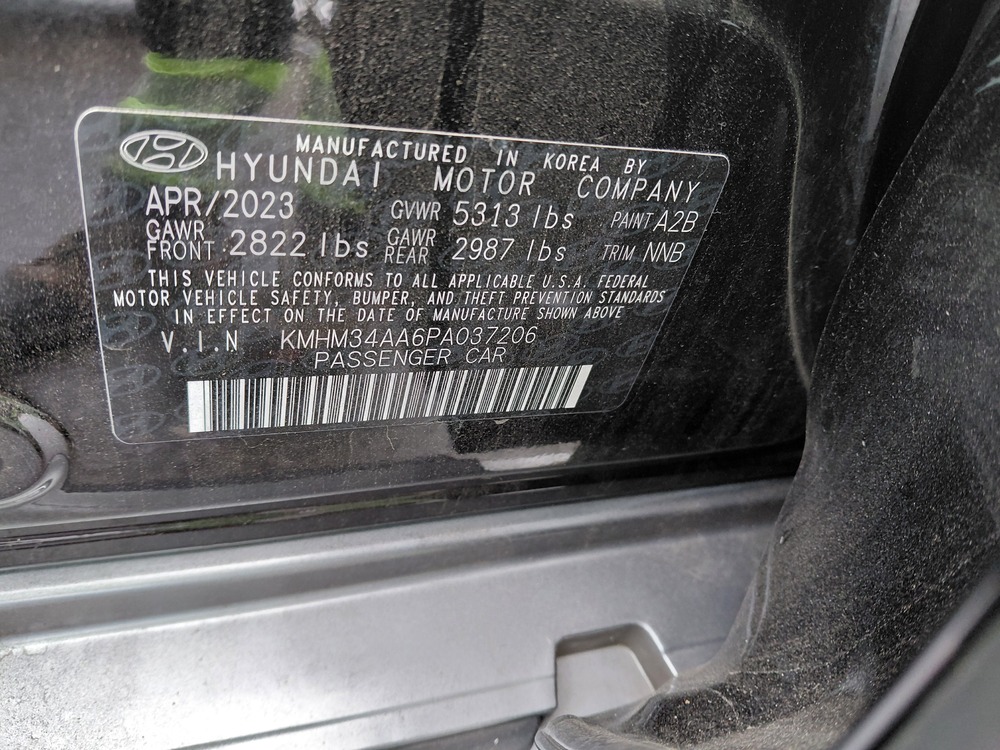 MANUFACTURED IN KOREA BY
HYUNDAI MOTOR COMPANY
APR/2023 GVWR 5313 lbs PAINT A2B
GAWR FRONT 2822 lbs GAWR REAR 2987 lbs TRIM NNB
THIS VEHICLE CONFORMS TO ALL APPLICABLE U.S.A. FEDERAL
MOTOR VEHICLE SAFETY, BUMPER, AND THEFT PREVENTION STANDARDS
IN EFFECT ON THE DATE OF MANUFACTURE SHOWN ABOVE
V.I.N KMHM34AA6PA037206
PASSENGER CAR